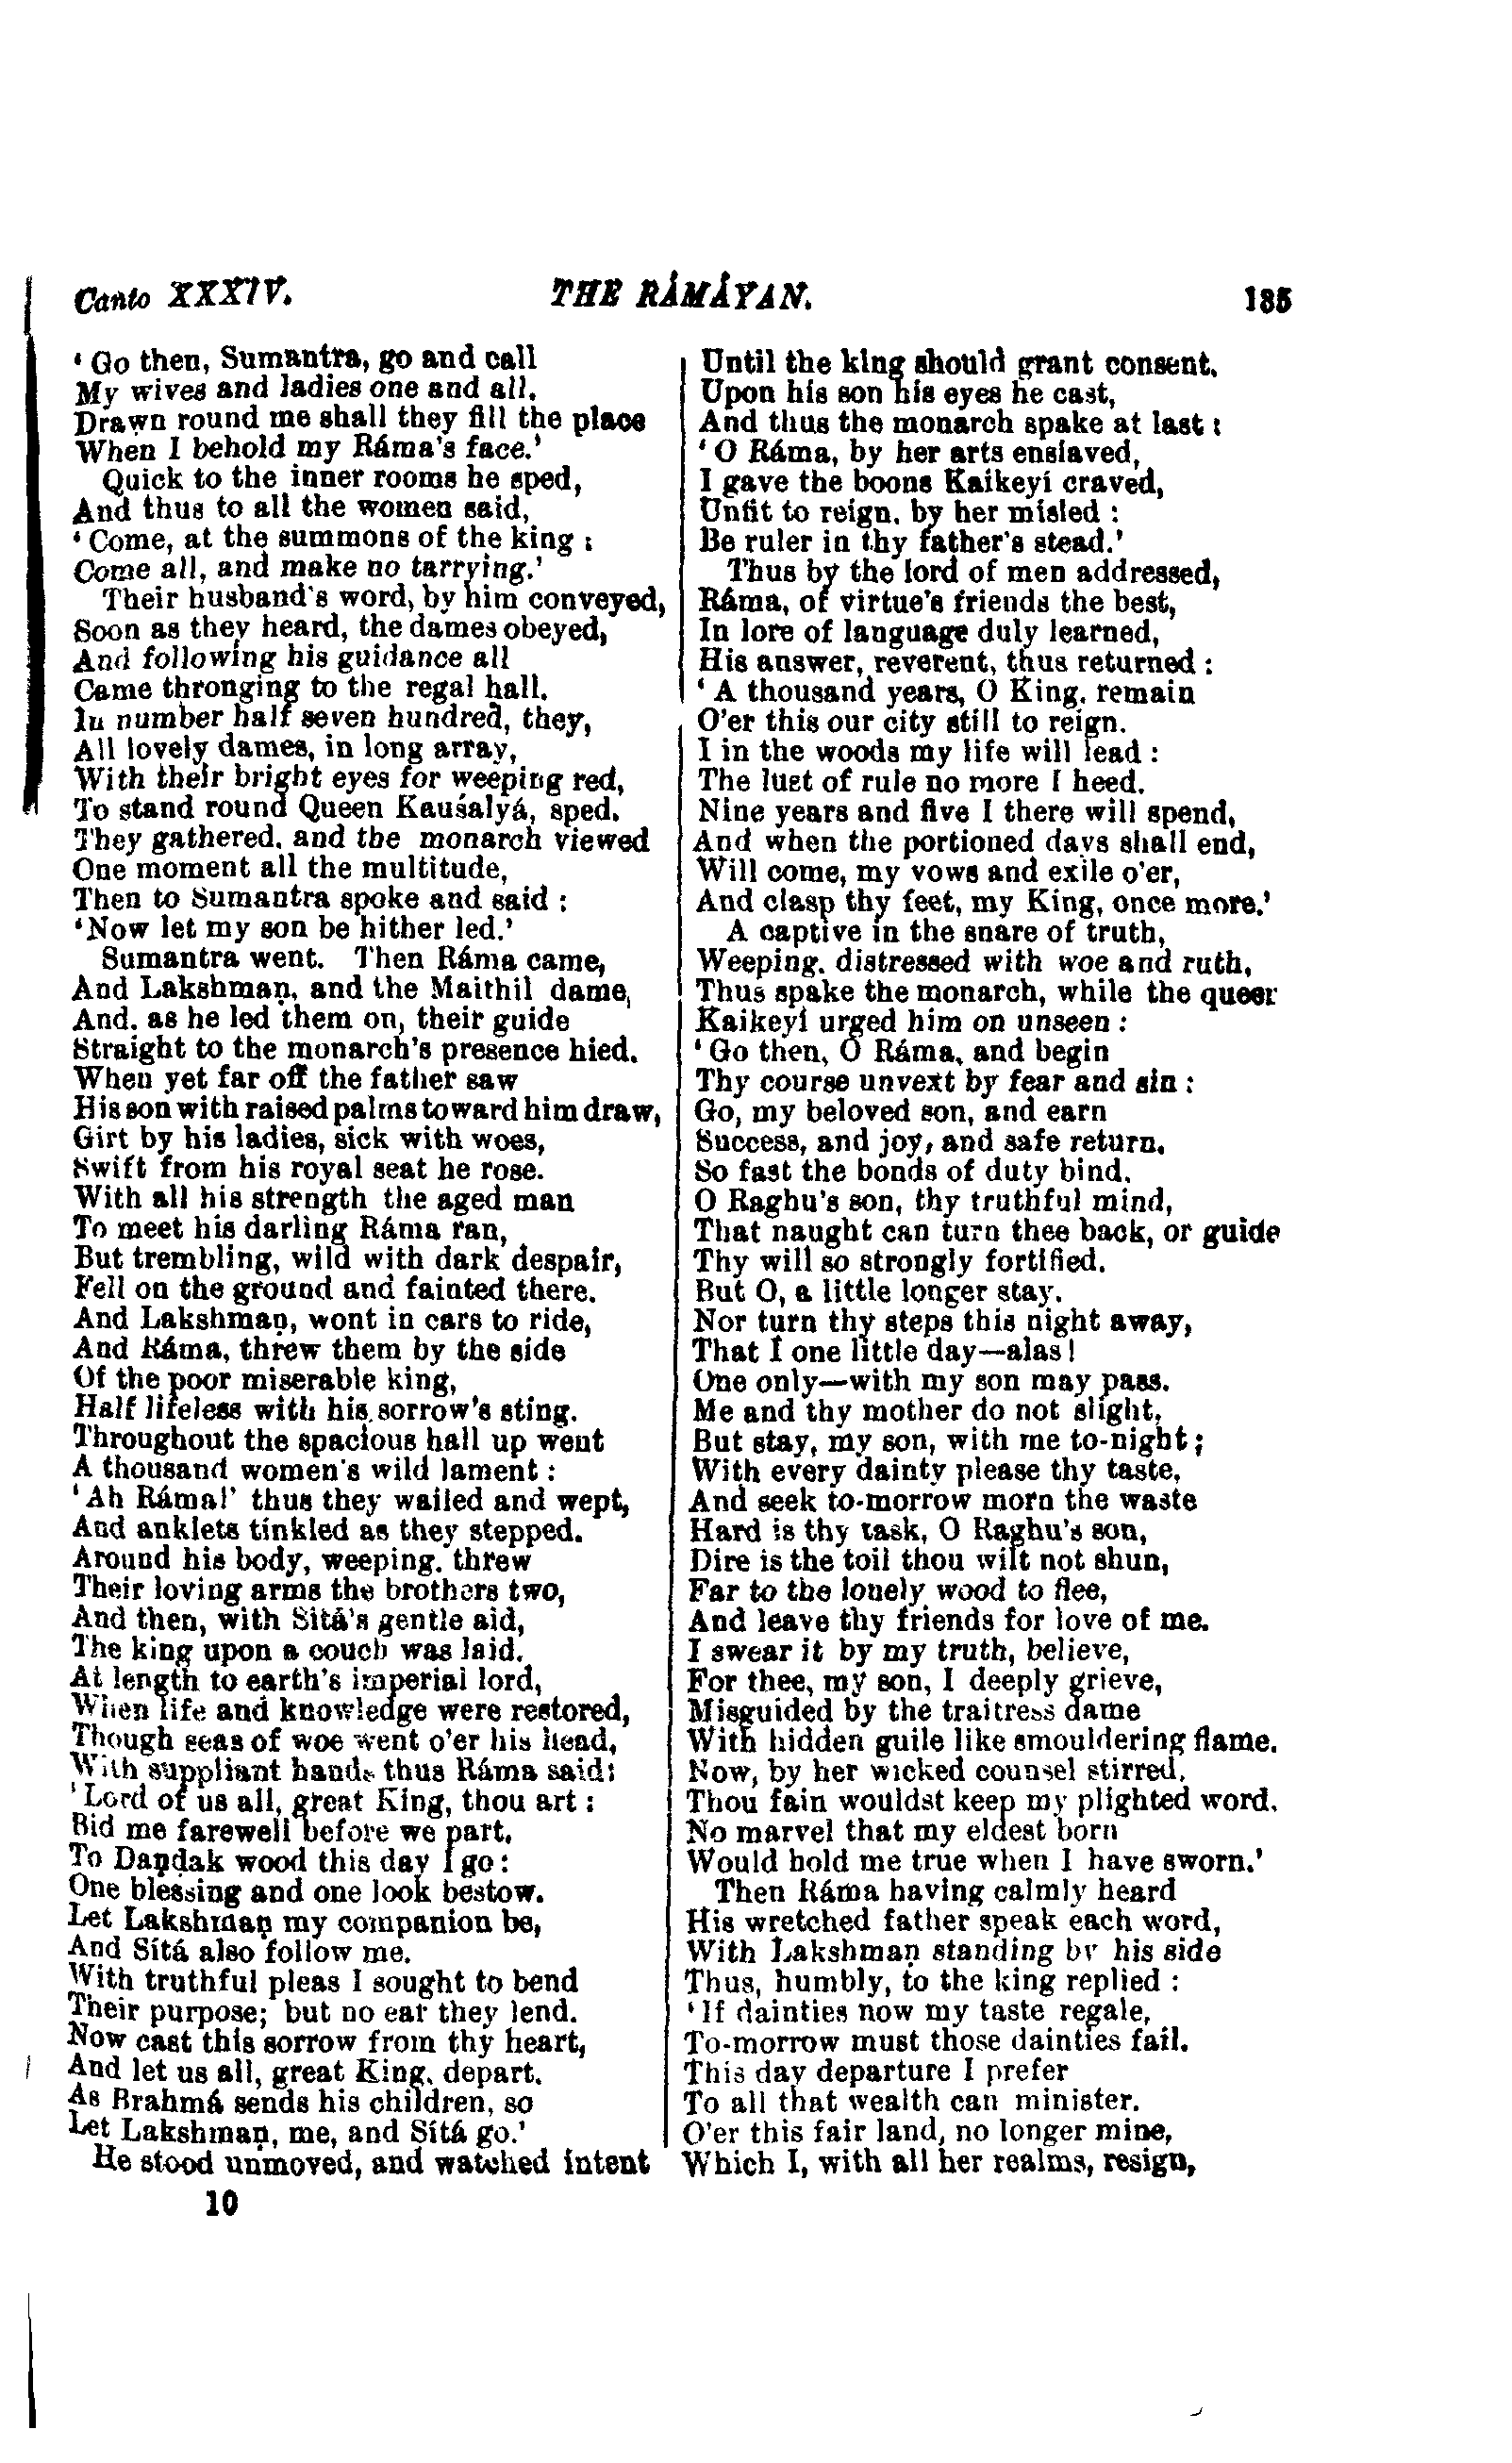 Canto XXXIV. THE RÁMÁYAN. 135
‘Go then, Sumantra, go and call
My wives and ladies one and all.
Drawn round me shall they fill the place
When I behold my Ráma's face.’
Quick to the inner rooms he sped,
And thus to all the women said,
‘Come, at the summons of the king :
Come all, and make no tarrying.’
Their husband's word, by him conveyed,
Soon as they heard, the dames obeyed,
And following his guidance all
Came thronging to the regal hall.
In number half seven hundred, they,
All lovely dames, in long array,
With their bright eyes for weeping red,
To stand round Queen Kauśalyá, sped.
They gathered, and the monarch viewed
One moment all the multitude,
Then to Sumantra spoke and said :
‘Now let my son be hither led.’
Sumantra went. Then Ráma came,
And Lakshmaṇ, and the Maithil dame,
And. as he led them on, their guide
Straight to the monarch's presence hied.
When yet far off the father saw
His son with raised palms toward him draw,
Girt by his ladies, sick with woes,
Swift from his royal seat he rose.
With all his strength the aged man
To meet his darling Ráma ran,
But trembling, wild with dark despair,
Fell on the ground and fainted there.
And Lakshmaṇ, wont in cars to ride,
And Ráma, threw them by the side
Of the poor miserable king,
Half lifeless with his sorrow's sting.
Throughout the spacious hall up went
A thousand women's wild lament :
‘Ah Ráma!’ thus they wailed and wept,
And anklets tinkled as they stepped.
Around his body, weeping. threw
Their loving arms the brothers two,
And then, with Sítá's gentle aid,
The king upon a couch was laid.
At length to earth's imperial lord,
When life and knowledge were restored,
Though seas of woe went o'er his head,
With suppliant hands thus Ráma said:
‘Lord of us all, great King, thou art :
Bid me farewell before we part.
To Daṇḍak wood this day I go :
One blessing and one look bestow.
Let Lakshmaṇ my companion be,
And Sítá also follow me.
With truthful pleas I sought to bend
Their purpose; but no ear they lend.
Now cast this sorrow from thy heart,
And let us all, great King, depart.
As Brahmá sends his children, so
Let Lakshmaṇ, me, and Sítá go.’
He stood unmoved, and watched intent
10
Until the king should grant consent.
Upon his son his eyes he cast,
And thus the monarch spake at last :
‘O Ráma, by her arts enslaved,
I gave the boons Kaikeyí craved,
Unfit to reign. by her misled :
Be ruler in thy father's stead.’
Thus by the lord of men addressed,
Ráma, of virtue's friends the best,
In lore of language duly learned,
His answer, reverent, thus returned :
‘A thousand years, O King. remain
O'er this our city still to reign.
I in the woods my life will lead :
The lust of rule no more I heed.
Nine years and five I there will spend,
And when the portioned days shall end,
Will come, my vows and exile o'er,
And clasp thy feet, my King, once more.’
A captive in the snare of truth,
Weeping. distressed with woe and ruth,
Thus spake the monarch, while the queen
Kaikeyí urged him on unseen :
‘Go then, O Ráma, and begin
Thy course unvext by fear and sin :
Go, my beloved son, and earn
Success, and joy, and safe return.
So fast the bonds of duty bind.
O Raghu's son, thy truthful mind,
That naught can turn thee back, or guide
Thy will so strongly fortified.
But O, a little longer stay.
Nor turn thy steps this night away,
That I one little day—alas!
One only—with my son may pass.
Me and thy mother do not slight,
But stay, my son, with me to-night;
With every dainty please thy taste,
And seek to-morrow morn the waste
Hard is thy task, O Raghu's son,
Dire is the toil thou wilt not shun,
Far to the lonely wood to flee,
And leave thy friends for love of me.
I swear it by my truth, believe,
For thee, my son, I deeply grieve,
Misguided by the traitress dame
With hidden guile like smouldering flame.
Now, by her wicked counsel stirred,
Thou fain wouldst keep my plighted word.
No marvel that my eldest born
Would hold me true when I have sworn.’
Then Ráma having calmly heard
His wretched father speak each word,
With Lakshmaṇ standing by his side
Thus, humbly, to the king replied :
‘If dainties now my taste regale,
To-morrow must those dainties fail.
This day departure I prefer
To all that wealth can minister.
O'er this fair land, no longer mine,
Which I, with all her realms, resign,